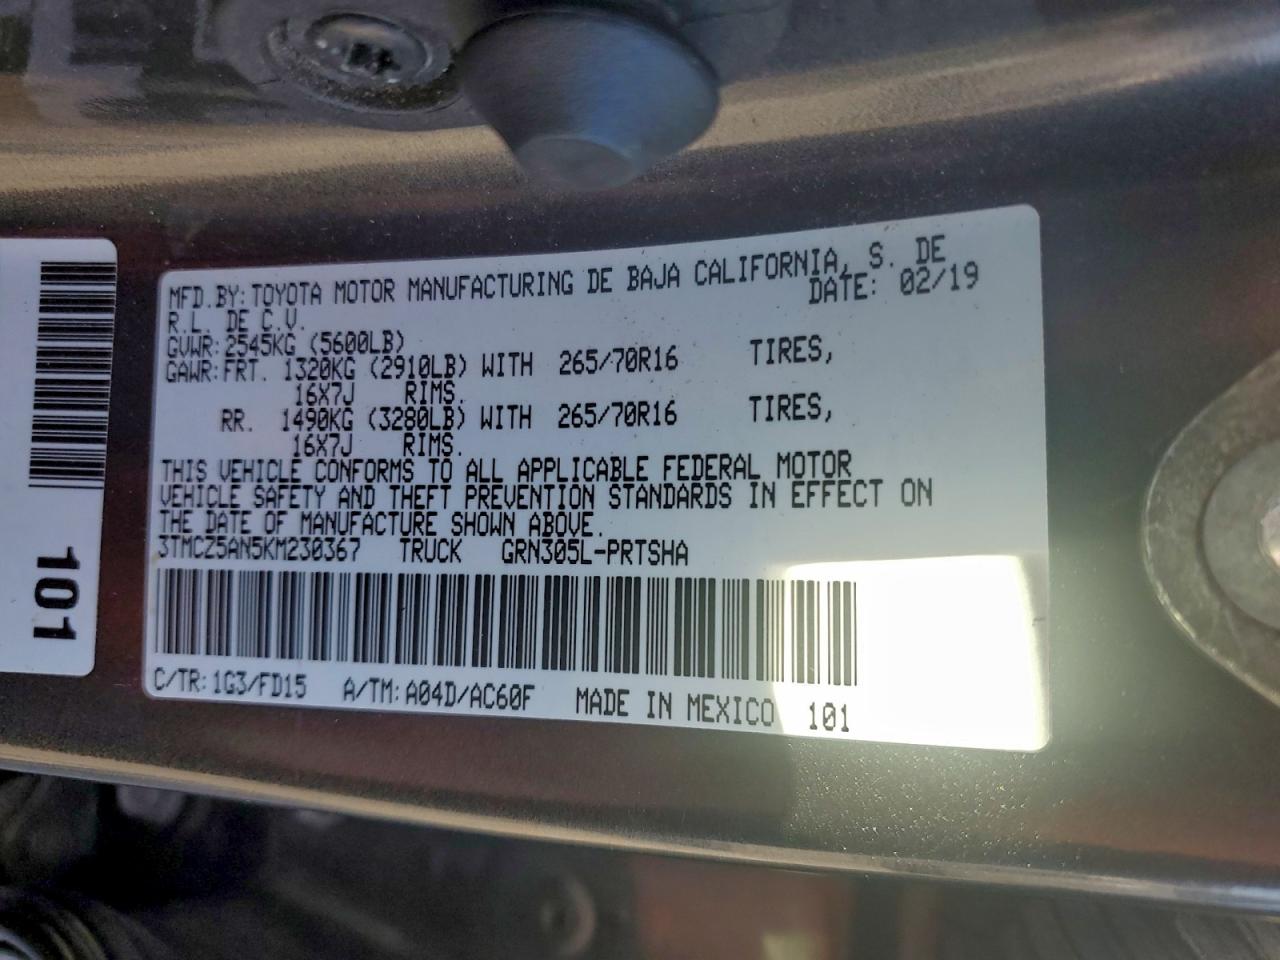 MFD.BY:TOYOTA MOTOR MANUFACTURING DE BAJA CALIFORNIA, S. DE
R.L. DE C.V. DATE: 02/19
GVWR:2545KG (5600LB)
GAWR:FRT. 1320KG (2910LB) WITH 265/70R16 TIRES,
16X7J RIMS.
RR. 1490KG (3280LB) WITH 265/70R16 TIRES,
16X7J RIMS.
THIS VEHICLE CONFORMS TO ALL APPLICABLE FEDERAL MOTOR
VEHICLE SAFETY AND THEFT PREVENTION STANDARDS IN EFFECT ON
THE DATE OF MANUFACTURE SHOWN ABOVE.
3TMCZ5AN5KM230367 TRUCK GRN305L-PRTSHA
C/TR:1G3/FD15 A/TM:A04D/AC60F MADE IN MEXICO 101
101